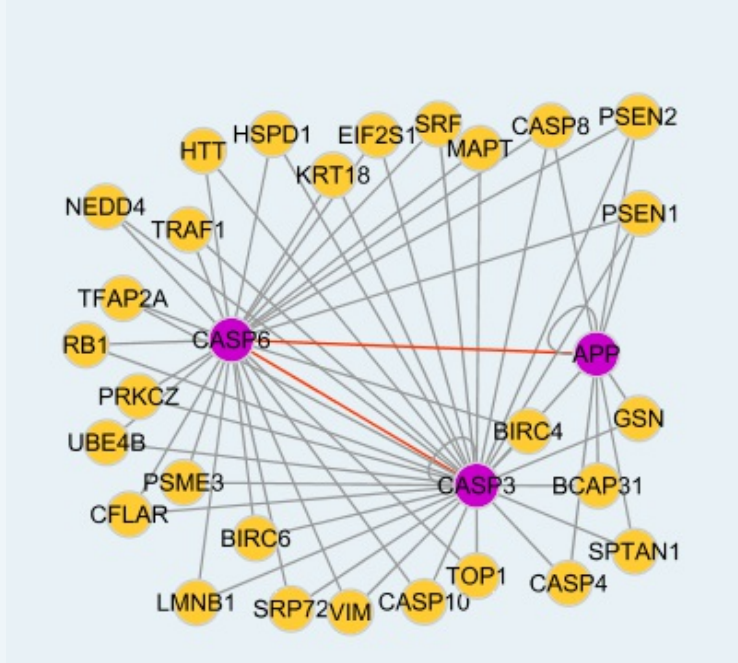 PSEN2
SRF
CASP8
HSPD1
EIF2S1
HTT
MAPT
KRT18
NEDD4
PSEN1
TRAF1
TFAP2A
CASP6
RB1
APP
PRKCZ
GSN
BIRC4
UBE4B
PSME3
CASP3
BCAP31
CFLAR
BIRC6
SPTAN1
TOP1
CASP4
LMNB1
SRP72
VIM
CASP10